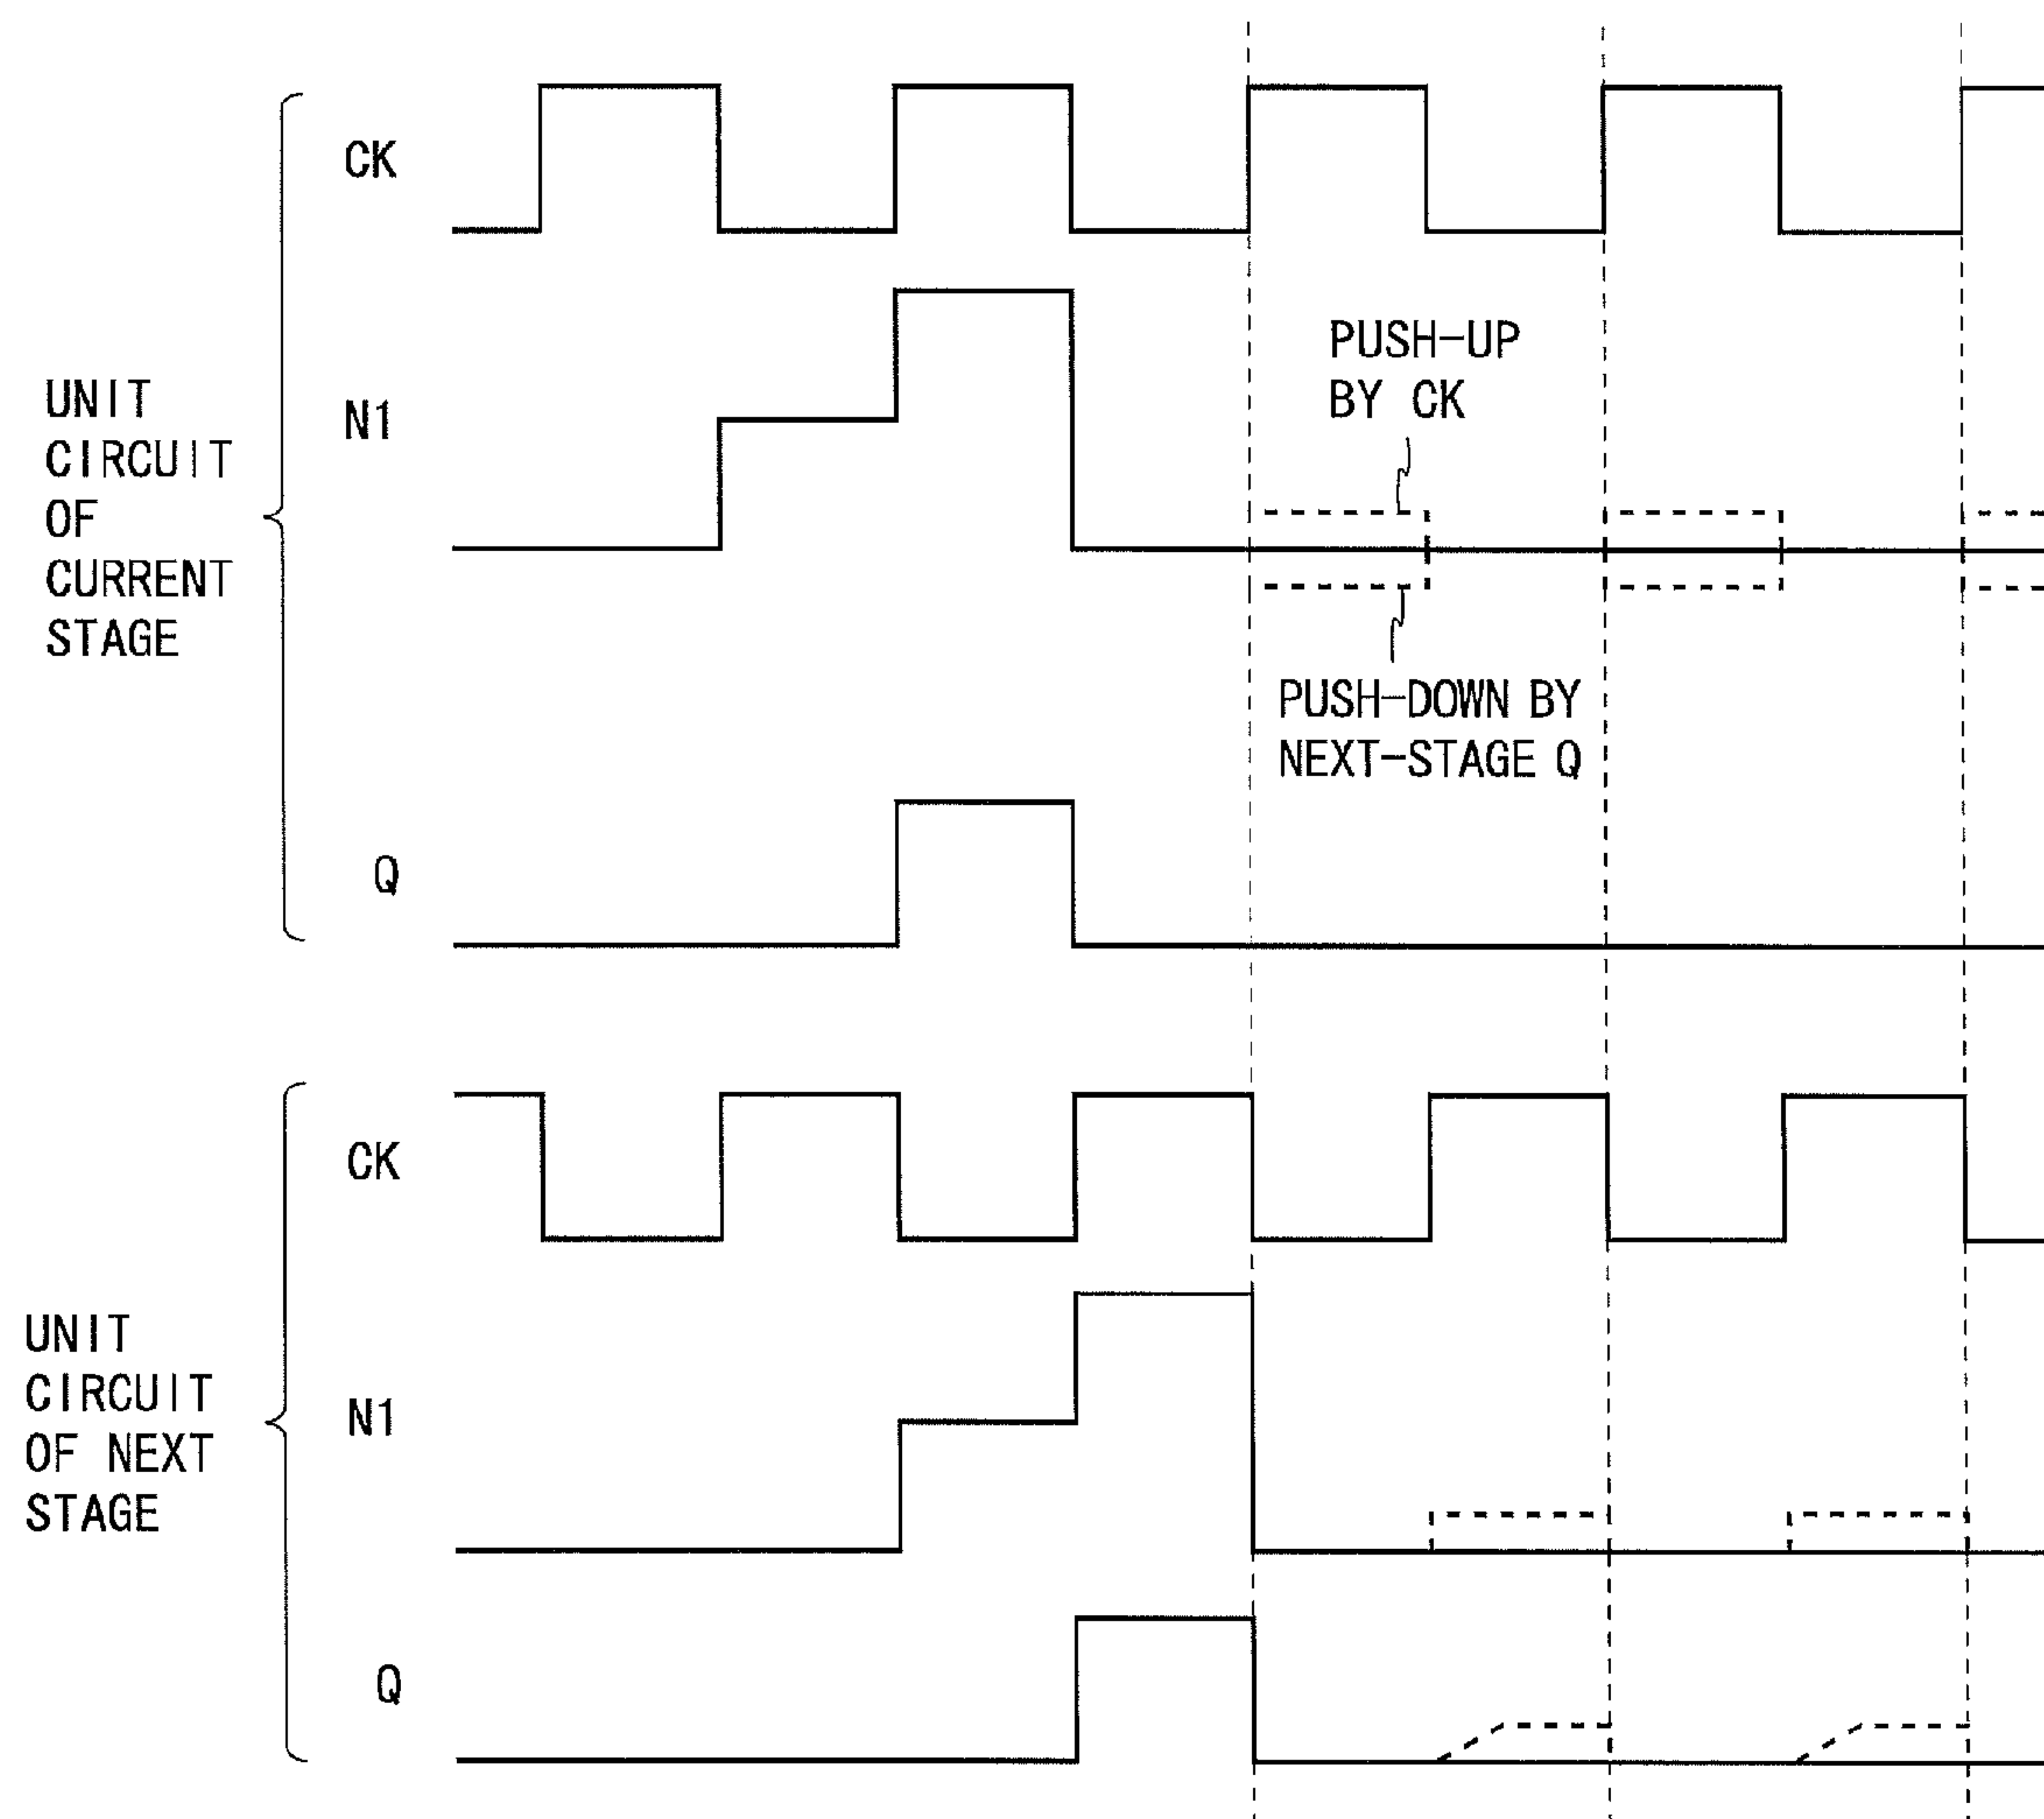 UNIT
CIRCUIT
OF
CURRENT
STAGE
CK
N1
PUSH-UP
BY CK
PUSH-DOWN BY
NEXT-STAGE Q
Q
UNIT
CIRCUIT
OF NEXT
STAGE
CK
N1
Q